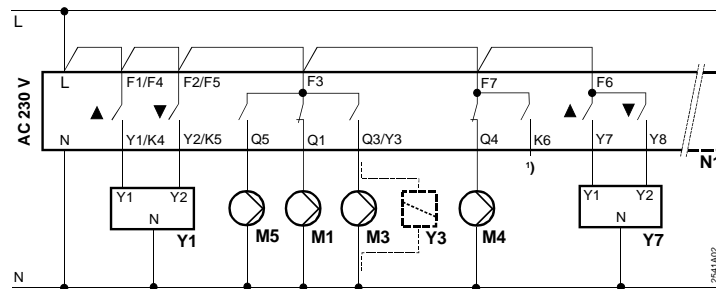 L
AC 230 V
L F1/F4 F2/F5 F3 F7 F6
▲ ▼ ▲ ▼
N Y1/K4 Y2/K5 Q5 Q1 Q3/Y3 Q4 K6 Y7 Y8
N1
¹)
Y1 Y2 Y1 Y2
N N
Y1 M5 M1 M3 Y3 M4 Y7
N
2541A02